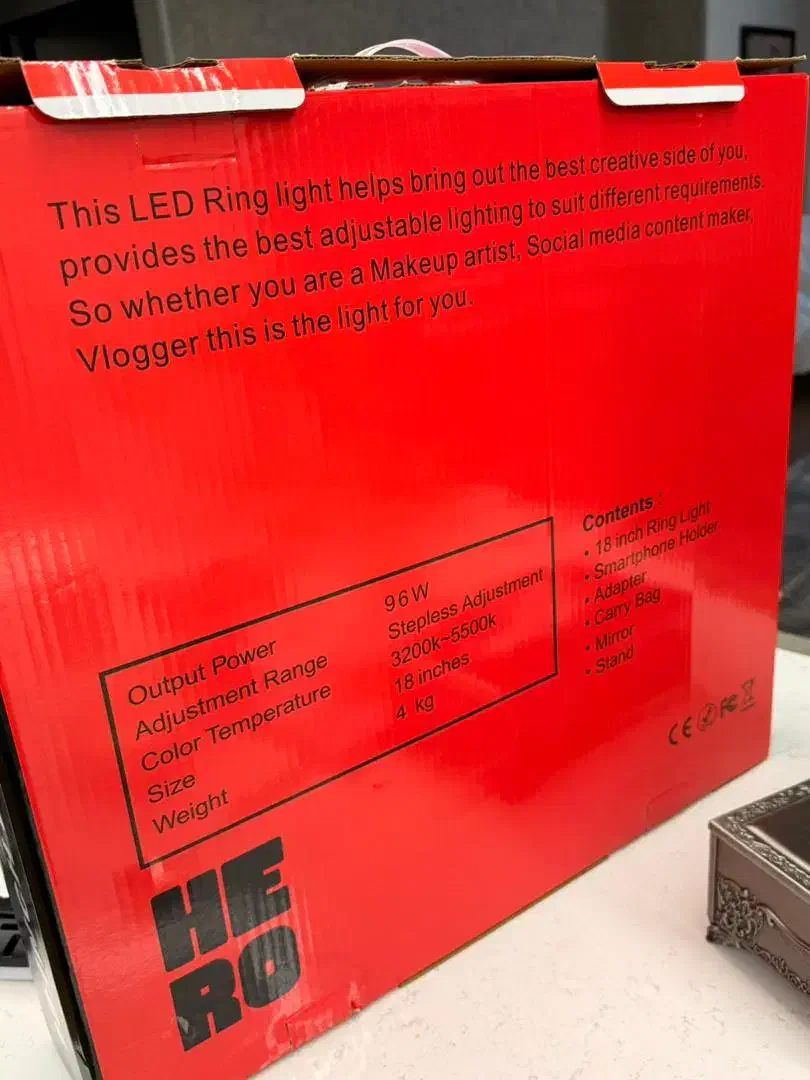 This LED Ring light helps bring out the best creative side of you,
provides the best adjustable lighting to suit different requirements.
So whether you are a Makeup artist, Social media content maker,
Vlogger this is the light for you.
Output Power 96W
Adjustment Range Stepless Adjustment
Color Temperature 3200k~5500k
Size 18 inches
Weight 4 kg
Contents :
• 18 inch Ring Light
• Smartphone Holder
• Adapter
• Carry Bag
• Mirror
• Stand
CE FC
HE
RO